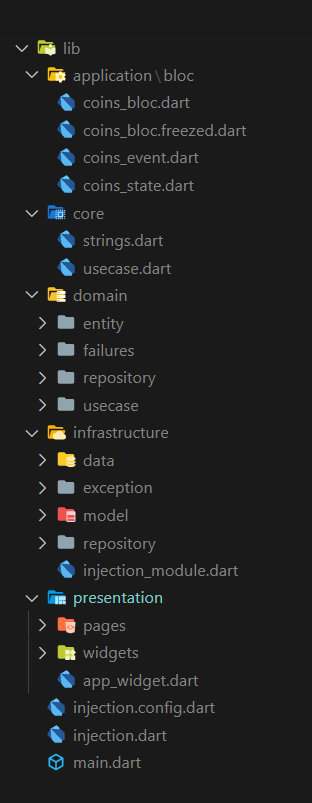 lib
application\bloc
coins_bloc.dart
coins_bloc.freezed.dart
coins_event.dart
coins_state.dart
core
strings.dart
usecase.dart
domain
entity
failures
repository
usecase
infrastructure
data
exception
model
repository
injection_module.dart
presentation
pages
widgets
app_widget.dart
injection.config.dart
injection.dart
main.dart